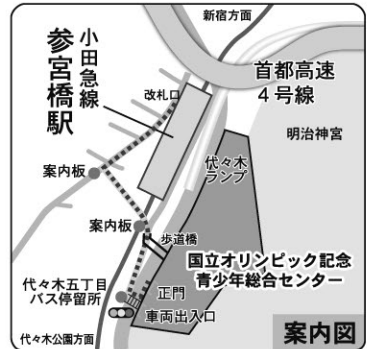 新宿方面
小田急線
参宮橋駅
改札口
首都高速
4号線
明治神宮
代々木
ランプ
案内板
案内板
歩道橋
国立オリンピック記念
青少年総合センター
代々木五丁目
バス停留所
正門
車両出入口
代々木公園方面
案内図